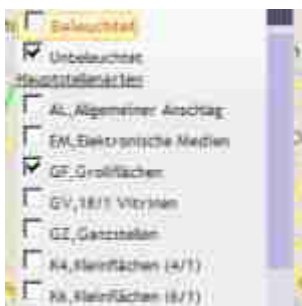 Beleuchtet
Unbeleuchtet
Hauptstellenarten
AL,Allgemeiner Anschlag
EM,Elektronische Medien
GF,Großflächen
GV,18/1 Vitrinen
GZ,Ganzstellen
K4,Kleinflächen (4/1)
K6,Kleinflächen (6/1)